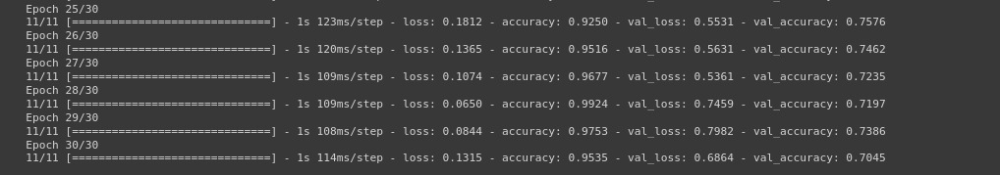 Epoch 25/30
11/11 [==============================] - 1s 123ms/step - loss: 0.1812 - accuracy: 0.9250 - val_loss: 0.5531 - val_accuracy: 0.7576
Epoch 26/30
11/11 [==============================] - 1s 120ms/step - loss: 0.1365 - accuracy: 0.9516 - val_loss: 0.5631 - val_accuracy: 0.7462
Epoch 27/30
11/11 [==============================] - 1s 109ms/step - loss: 0.1074 - accuracy: 0.9677 - val_loss: 0.5361 - val_accuracy: 0.7235
Epoch 28/30
11/11 [==============================] - 1s 109ms/step - loss: 0.0650 - accuracy: 0.9924 - val_loss: 0.7459 - val_accuracy: 0.7197
Epoch 29/30
11/11 [==============================] - 1s 108ms/step - loss: 0.0844 - accuracy: 0.9753 - val_loss: 0.7982 - val_accuracy: 0.7386
Epoch 30/30
11/11 [==============================] - 1s 114ms/step - loss: 0.1315 - accuracy: 0.9535 - val_loss: 0.6864 - val_accuracy: 0.7045